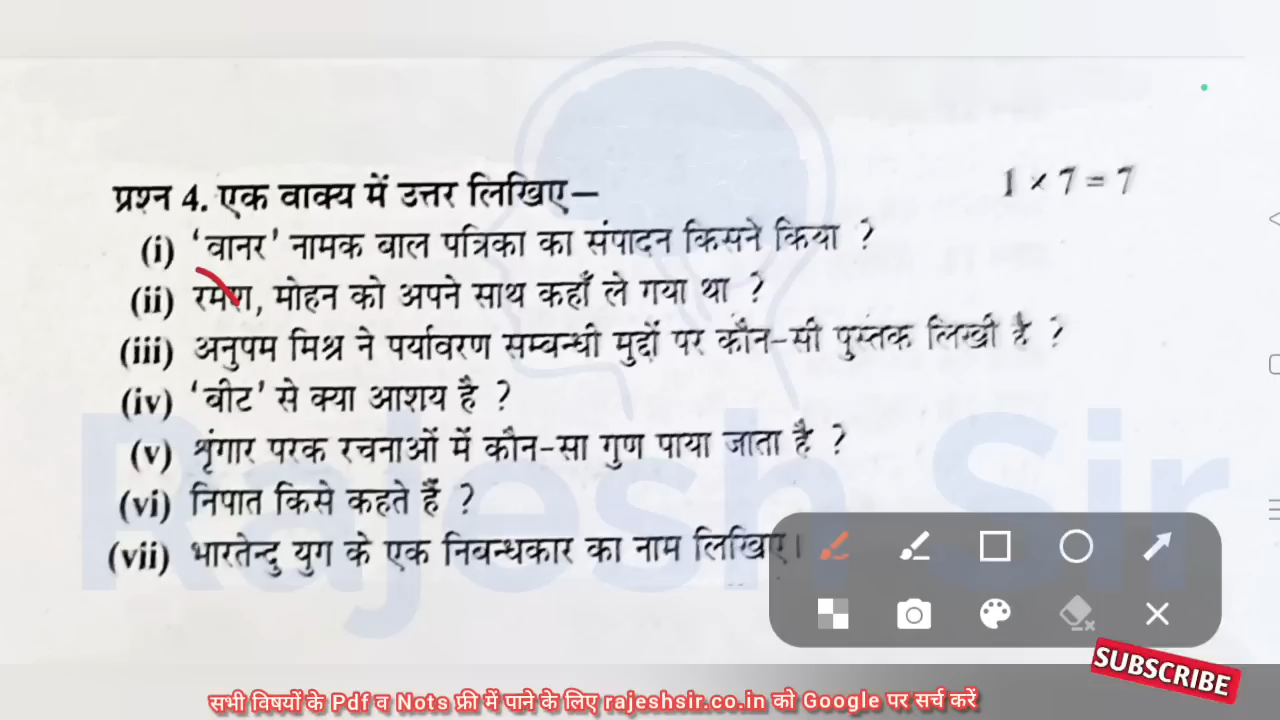 प्रश्न 4. एक वाक्य में उत्तर लिखिए— 1 × 7 = 7
(i) 'वानर' नामक बाल पत्रिका का संपादन किसने किया ?
(ii) रमेश, मोहन को अपने साथ कहाँ ले गया था ?
(iii) अनुपम मिश्र ने पर्यावरण सम्बन्धी मुद्दों पर कौन-सी पुस्तक लिखी है ?
(iv) 'बीट' से क्या आशय है ?
(v) शृंगार परक रचनाओं में कौन-सा गुण पाया जाता है ?
(vi) निपात किसे कहते हैं ?
(vii) भारतेन्दु युग के एक निबन्धकार का नाम लिखिए।
Rajesh Sir
SUBSCRIBE
सभी विषयों के Pdf व Nots फ्री में पाने के लिए rajeshsir.co.in को Google पर सर्च करें